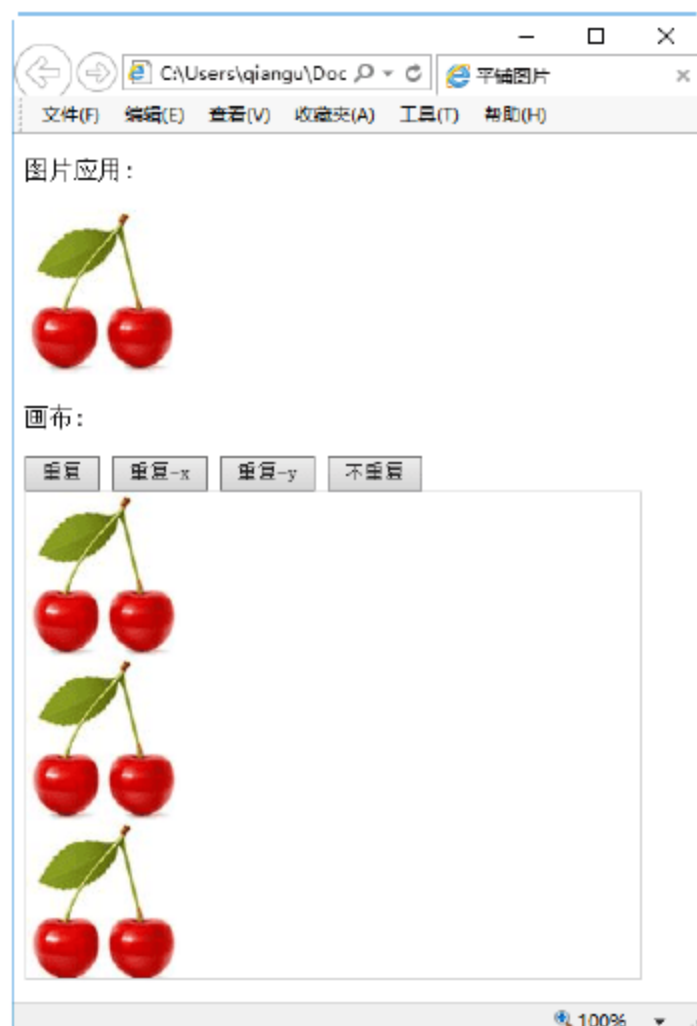 C:\Users\qiangu\Doc
平铺图片
文件(F) 编辑(E) 查看(V) 收藏夹(A) 工具(T) 帮助(H)
图片应用:
画布:
重复 重复-x 重复-y 不重复
100%